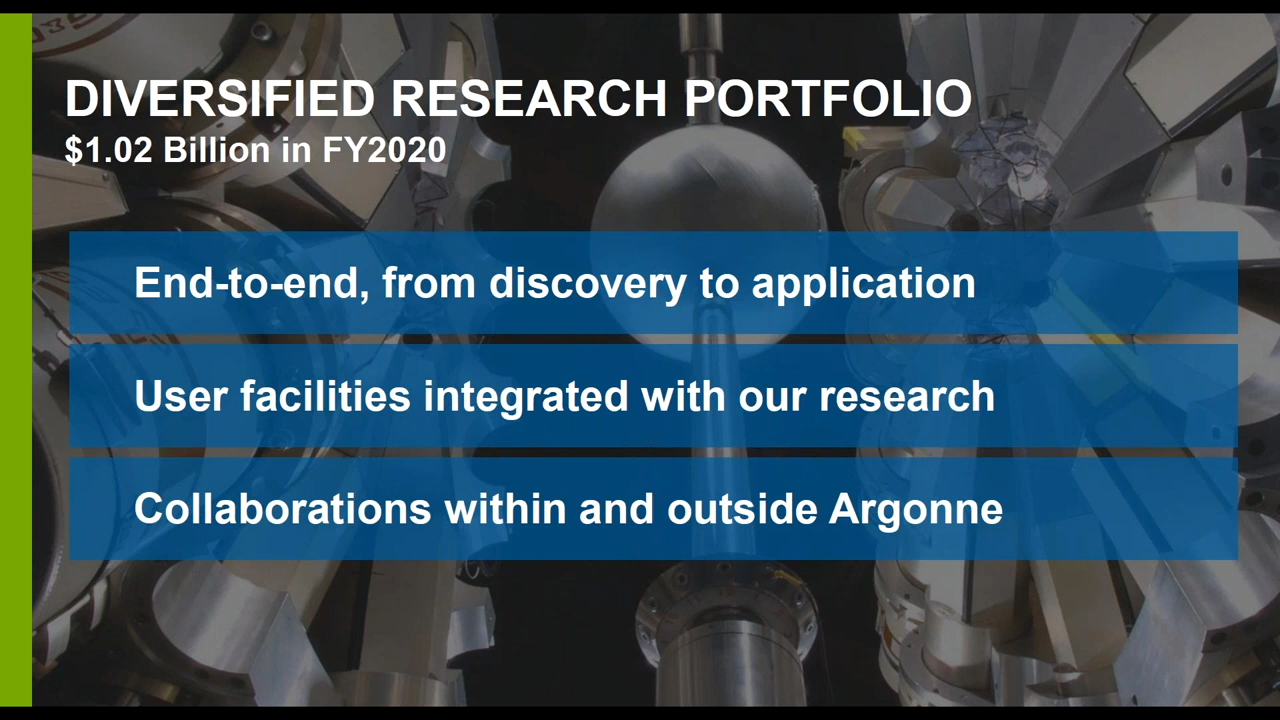 DIVERSIFIED RESEARCH PORTFOLIO
$1.02 Billion in FY2020
End-to-end, from discovery to application
User facilities integrated with our research
Collaborations within and outside Argonne